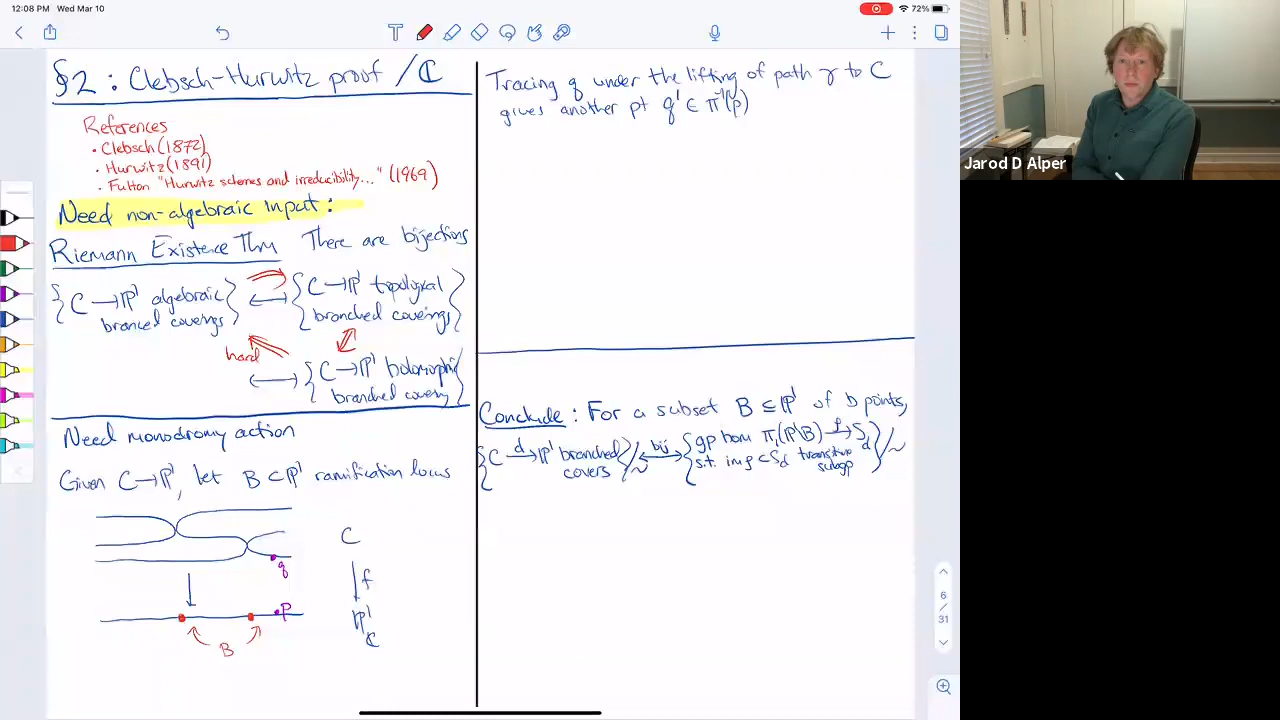 12:08 PM Wed Mar 10
72%
§2: Clebsch-Hurwitz proof / ℂ
References
• Clebsch (1872)
• Hurwitz (1891)
• Fulton "Hurwitz schemes and irreducibility..." (1969)
Need non-algebraic input:
Riemann Existence Thm There are bijections
{C → ℙ¹ algebraic branced coverings} ↔ {C → ℙ¹ topological branched coverings}
hard
↔ {C → ℙ¹ holomorphic branched covering}
Need monodromy action
Given C → ℙ¹, let B ⊂ ℙ¹ ramification locus
C
q
f
p
ℙ¹
ℂ
B
Tracing q under the lifting of path γ to C
gives another pt q' ∈ π⁻¹(p)
Conclude: For a subset B ⊆ ℙ¹ of b points,
{C →d ℙ¹ branched covers}/~ ↔bij {gp hom π₁(ℙ¹\B) →ρ S_d
s.t. im ρ ⊂ S_d transitive subgp}/~
Jarod D Alper
6
/
31